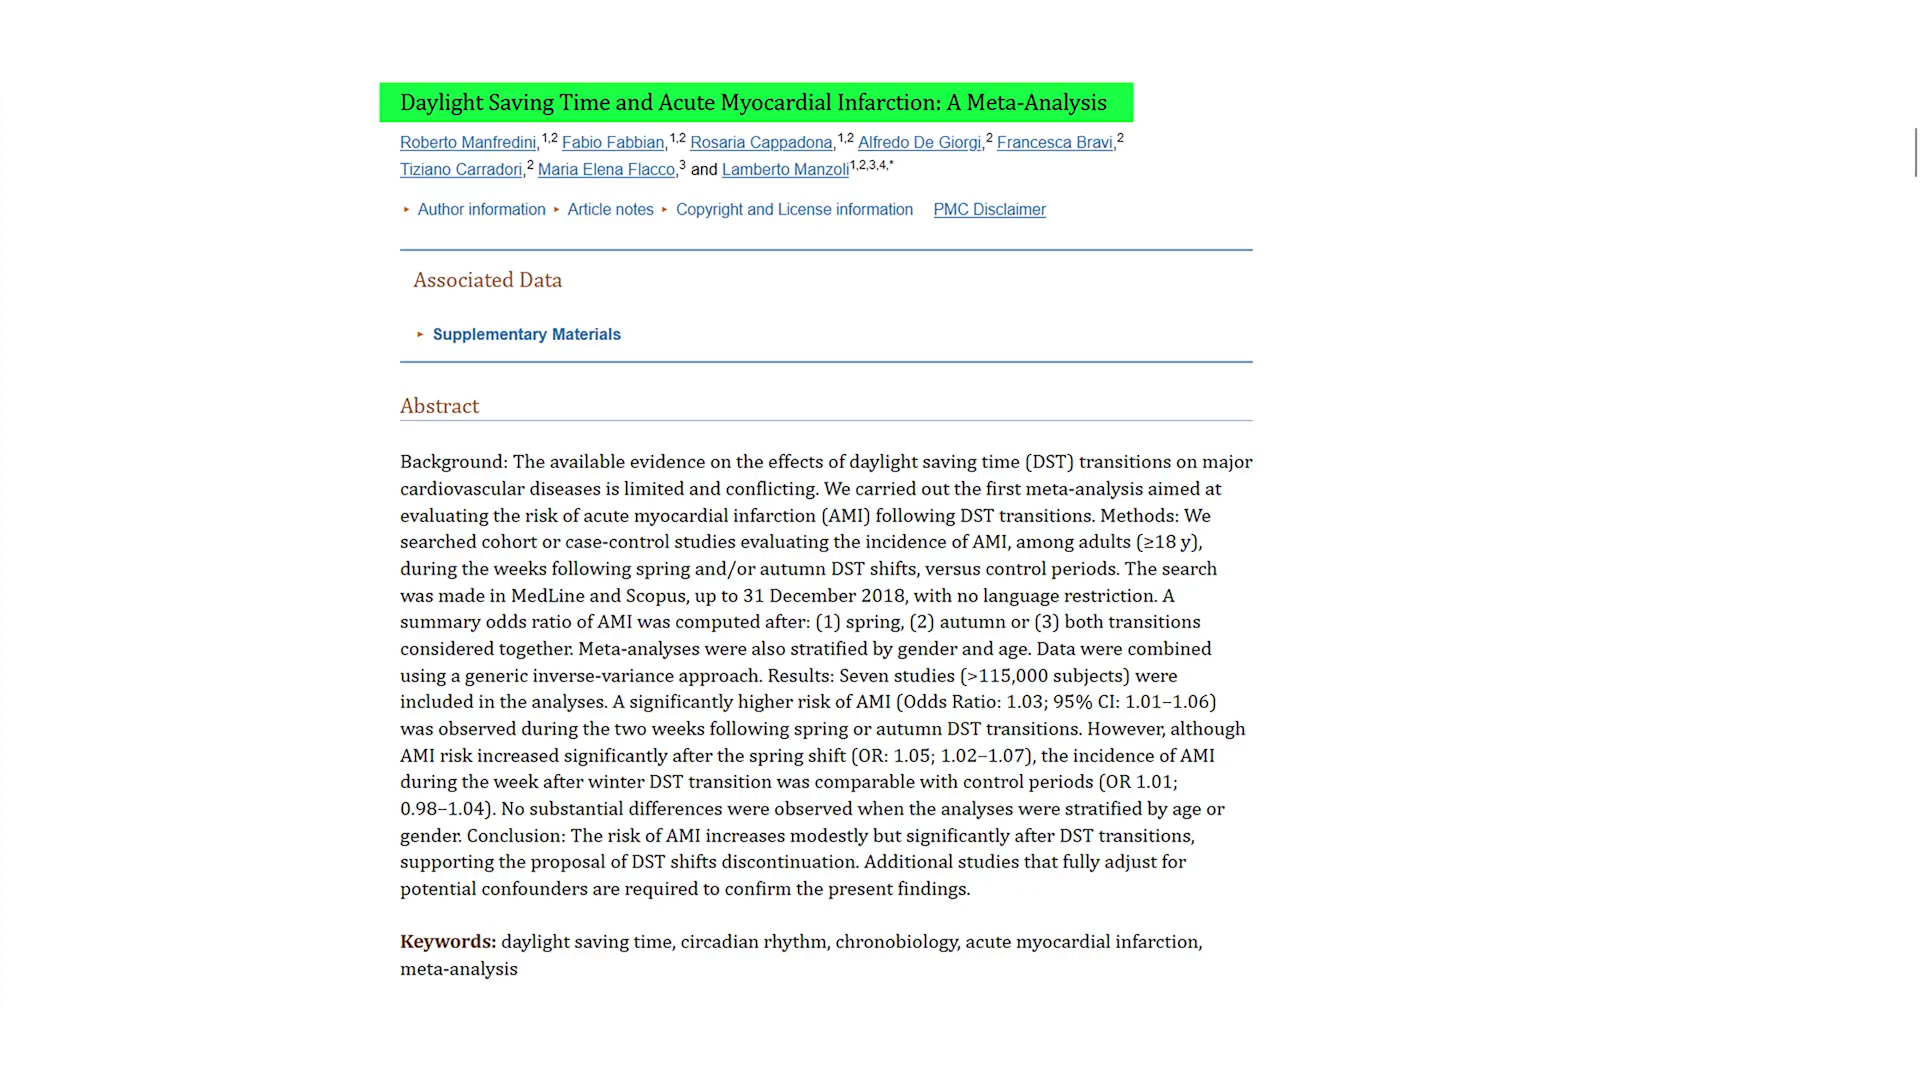 Daylight Saving Time and Acute Myocardial Infarction: A Meta-Analysis
Roberto Manfredini,1,2 Fabio Fabbian,1,2 Rosaria Cappadona,1,2 Alfredo De Giorgi,2 Francesca Bravi,2
Tiziano Carradori,2 Maria Elena Flacco,3 and Lamberto Manzoli1,2,3,4,*
▸ Author information ▸ Article notes ▸ Copyright and License information PMC Disclaimer
Associated Data
▸ Supplementary Materials
Abstract
Background: The available evidence on the effects of daylight saving time (DST) transitions on major
cardiovascular diseases is limited and conflicting. We carried out the first meta-analysis aimed at
evaluating the risk of acute myocardial infarction (AMI) following DST transitions. Methods: We
searched cohort or case-control studies evaluating the incidence of AMI, among adults (≥18 y),
during the weeks following spring and/or autumn DST shifts, versus control periods. The search
was made in MedLine and Scopus, up to 31 December 2018, with no language restriction. A
summary odds ratio of AMI was computed after: (1) spring, (2) autumn or (3) both transitions
considered together. Meta-analyses were also stratified by gender and age. Data were combined
using a generic inverse-variance approach. Results: Seven studies (>115,000 subjects) were
included in the analyses. A significantly higher risk of AMI (Odds Ratio: 1.03; 95% CI: 1.01–1.06)
was observed during the two weeks following spring or autumn DST transitions. However, although
AMI risk increased significantly after the spring shift (OR: 1.05; 1.02–1.07), the incidence of AMI
during the week after winter DST transition was comparable with control periods (OR 1.01;
0.98–1.04). No substantial differences were observed when the analyses were stratified by age or
gender. Conclusion: The risk of AMI increases modestly but significantly after DST transitions,
supporting the proposal of DST shifts discontinuation. Additional studies that fully adjust for
potential confounders are required to confirm the present findings.
Keywords: daylight saving time, circadian rhythm, chronobiology, acute myocardial infarction,
meta-analysis